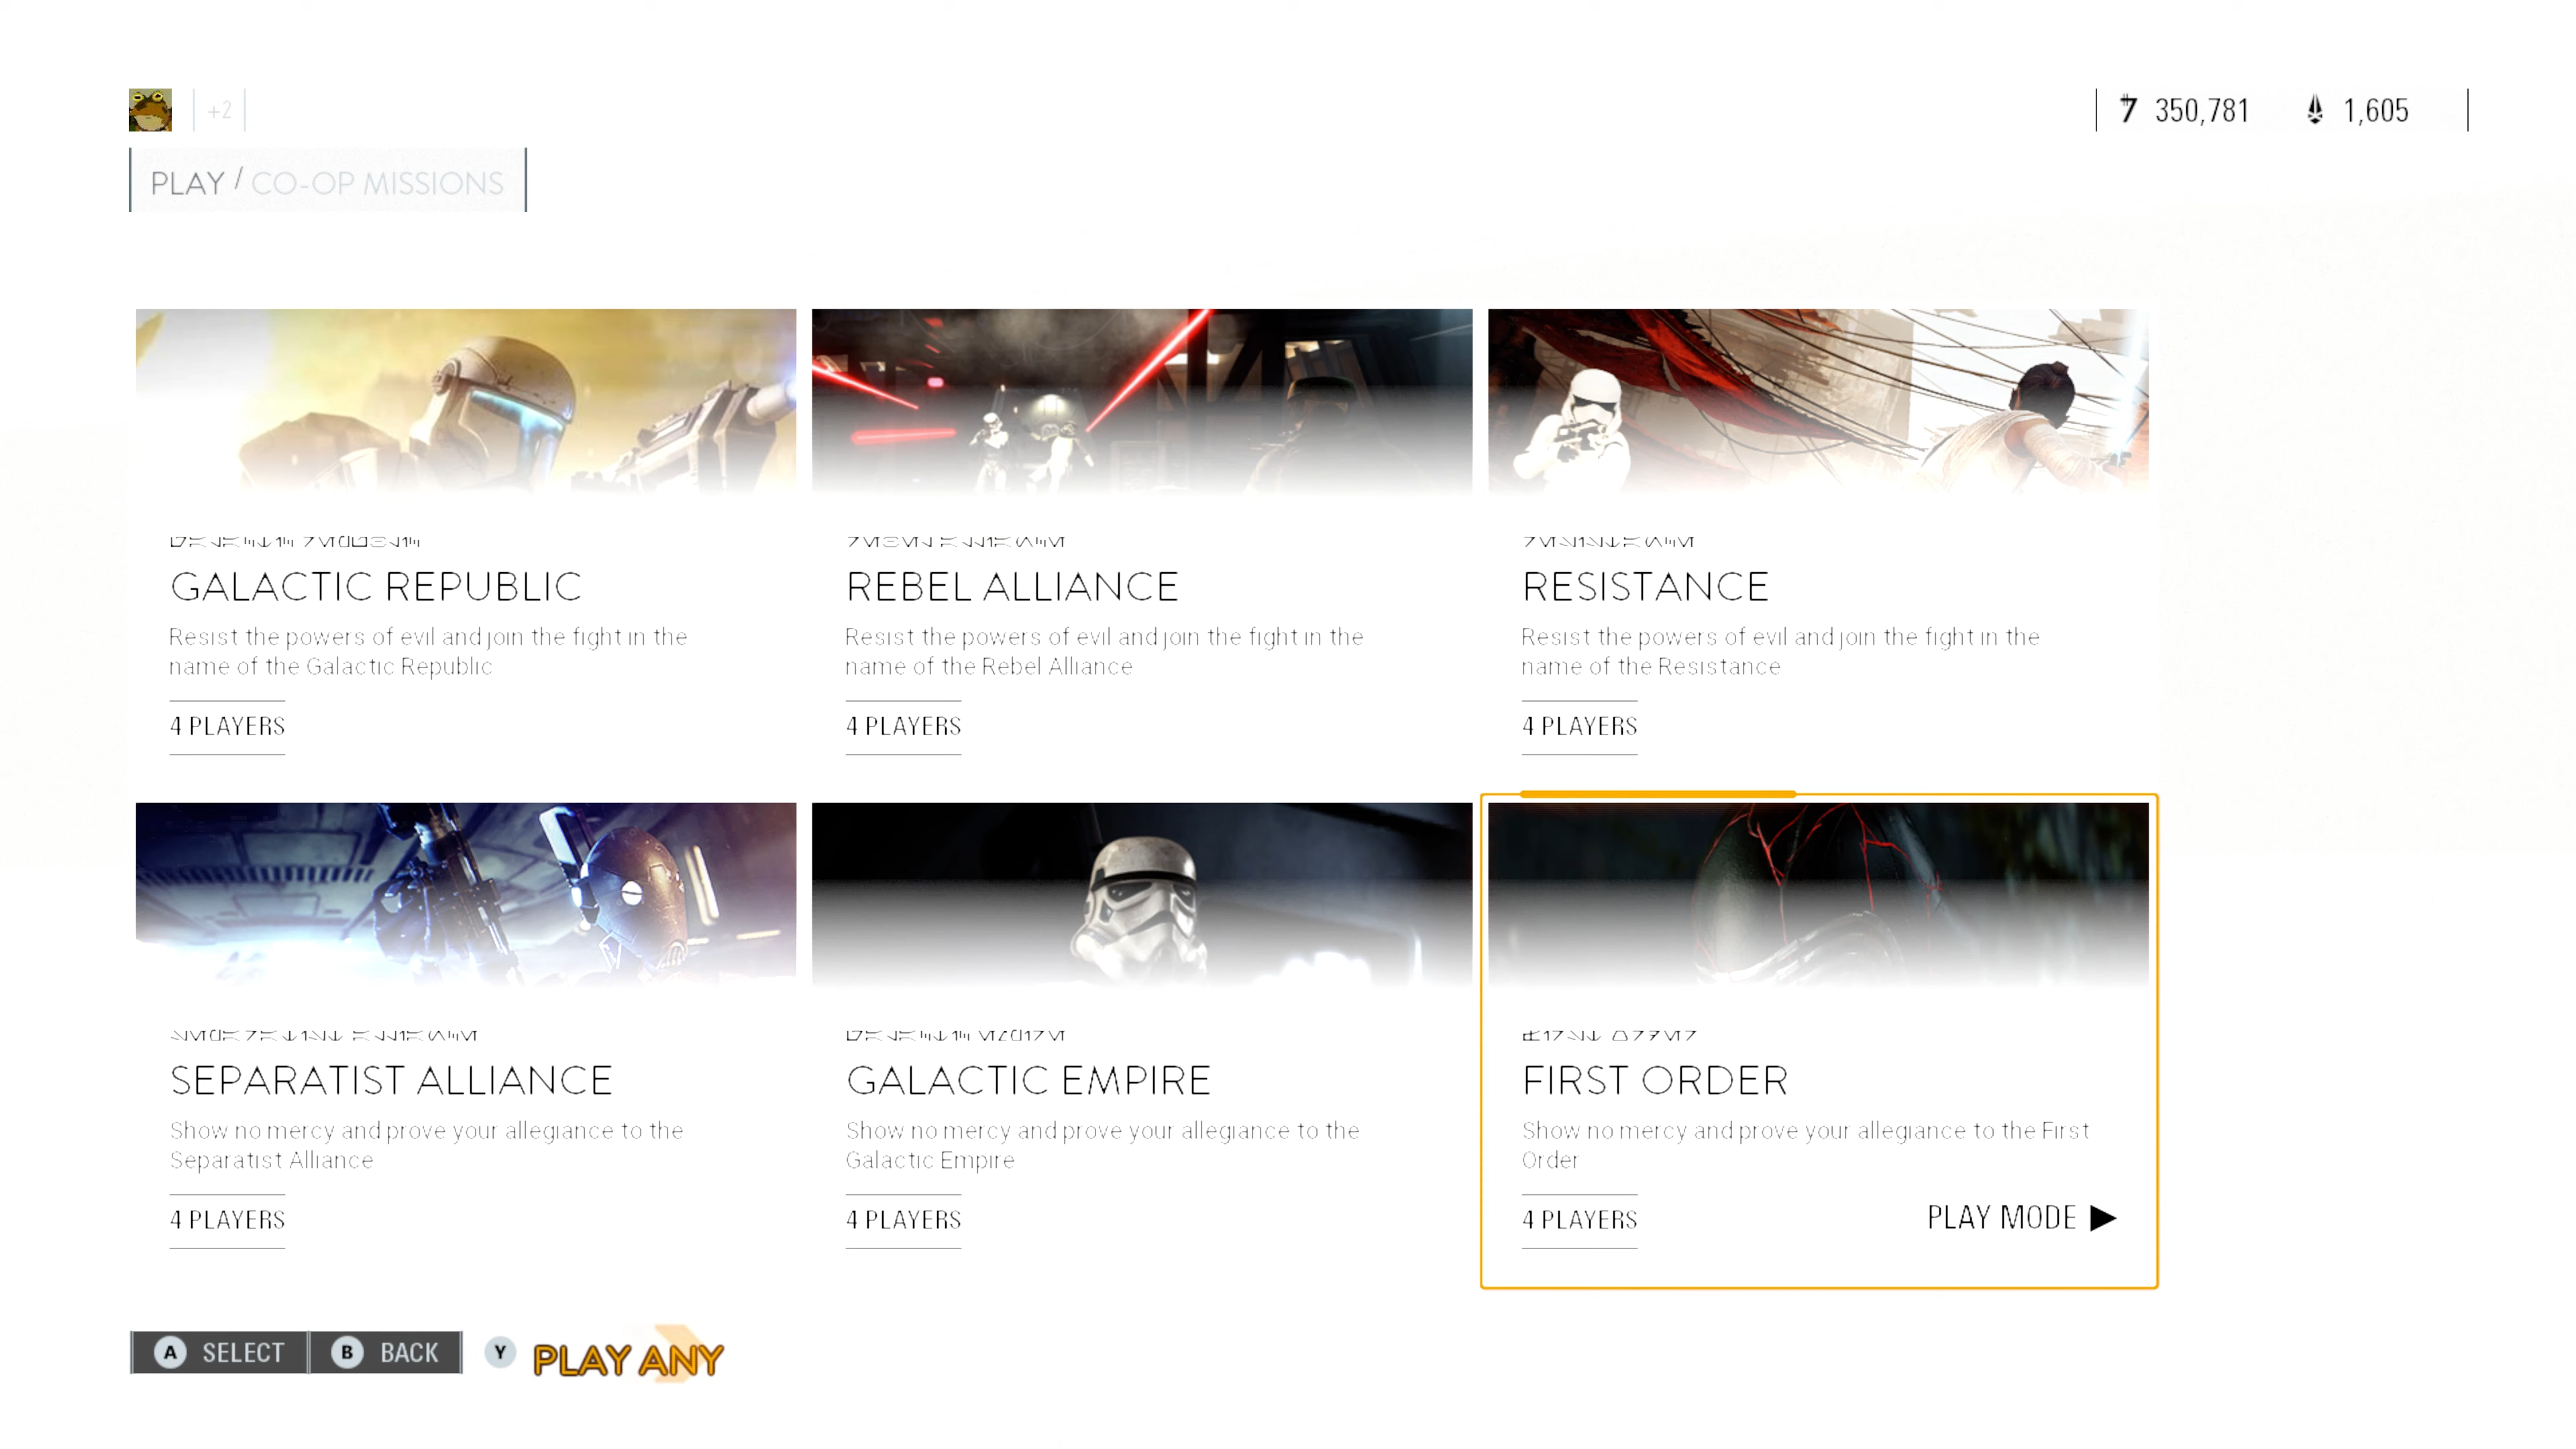 +2
7 350,781 1,605
PLAY / CO-OP MISSIONS
GALACTIC REPUBLIC
Resist the powers of evil and join the fight in the
name of the Galactic Republic
4 PLAYERS
REBEL ALLIANCE
Resist the powers of evil and join the fight in the
name of the Rebel Alliance
4 PLAYERS
RESISTANCE
Resist the powers of evil and join the fight in the
name of the Resistance
4 PLAYERS
SEPARATIST ALLIANCE
Show no mercy and prove your allegiance to the
Separatist Alliance
4 PLAYERS
GALACTIC EMPIRE
Show no mercy and prove your allegiance to the
Galactic Empire
4 PLAYERS
FIRST ORDER
Show no mercy and prove your allegiance to the First
Order
4 PLAYERS
PLAY MODE
A SELECT B BACK Y PLAY ANY